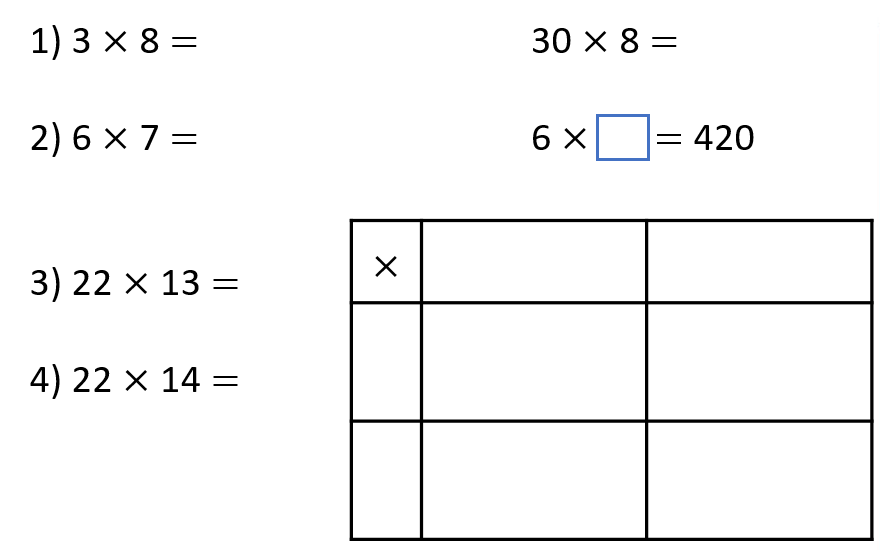 1) 3 × 8 =
30 × 8 =
2) 6 × 7 =
6 × = 420
×
3) 22 × 13 =
4) 22 × 14 =